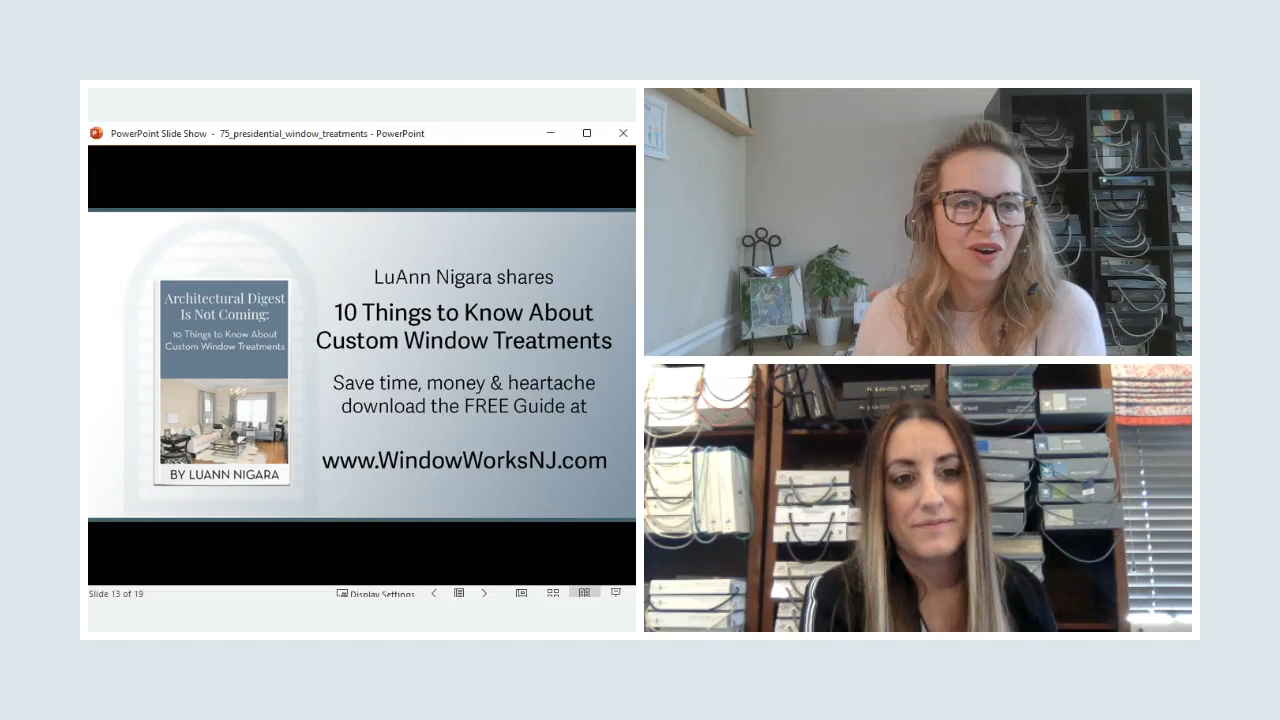 PowerPoint Slide Show - 75_presidential_window_treatments - PowerPoint
Architectural Digest
Is Not Coming:
10 Things to Know About
Custom Window Treatments
BY LUANN NIGARA
LuAnn Nigara shares
10 Things to Know About
Custom Window Treatments
Save time, money & heartache
download the FREE Guide at
www.WindowWorksNJ.com
Slide 13 of 19
Display Settings